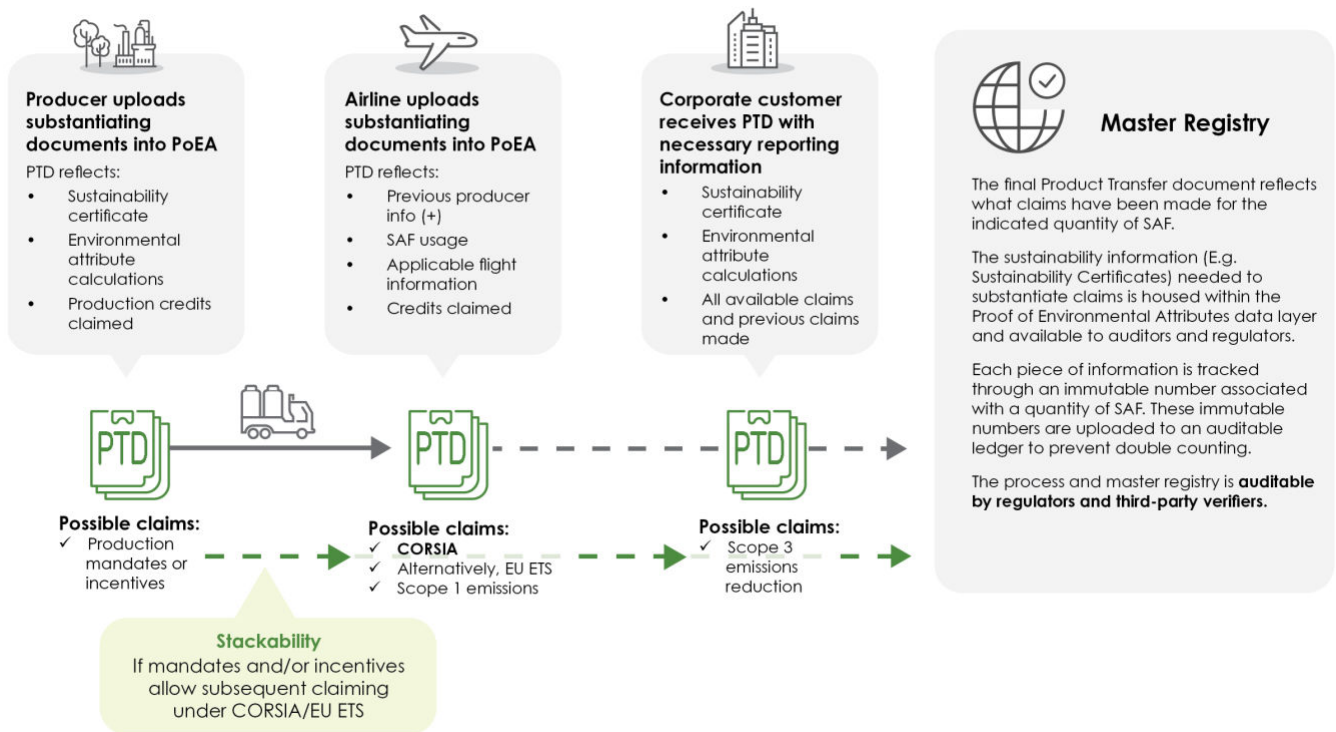 Producer uploads
substantiating
documents into PoEA
PTD reflects:
• Sustainability
certificate
• Environmental
attribute
calculations
• Production credits
claimed
Airline uploads
substantiating
documents into PoEA
PTD reflects:
• Previous producer
info (+)
• SAF usage
• Applicable flight
information
• Credits claimed
Corporate customer
receives PTD with
necessary reporting
information
• Sustainability
certificate
• Environmental
attribute
calculations
• All available claims
and previous claims
made
Master Registry
The final Product Transfer document reflects
what claims have been made for the
indicated quantity of SAF.
The sustainability information (E.g.
Sustainability Certificates) needed to
substantiate claims is housed within the
Proof of Environmental Attributes data layer
and available to auditors and regulators.
Each piece of information is tracked
through an immutable number associated
with a quantity of SAF. These immutable
numbers are uploaded to an auditable
ledger to prevent double counting.
The process and master registry is auditable
by regulators and third-party verifiers.
PTD
PTD
PTD
Possible claims:
✓ Production
mandates or
incentives
Possible claims:
✓ CORSIA
✓ Alternatively, EU ETS
✓ Scope 1 emissions
Possible claims:
✓ Scope 3
emissions
reduction
Stackability
If mandates and/or incentives
allow subsequent claiming
under CORSIA/EU ETS